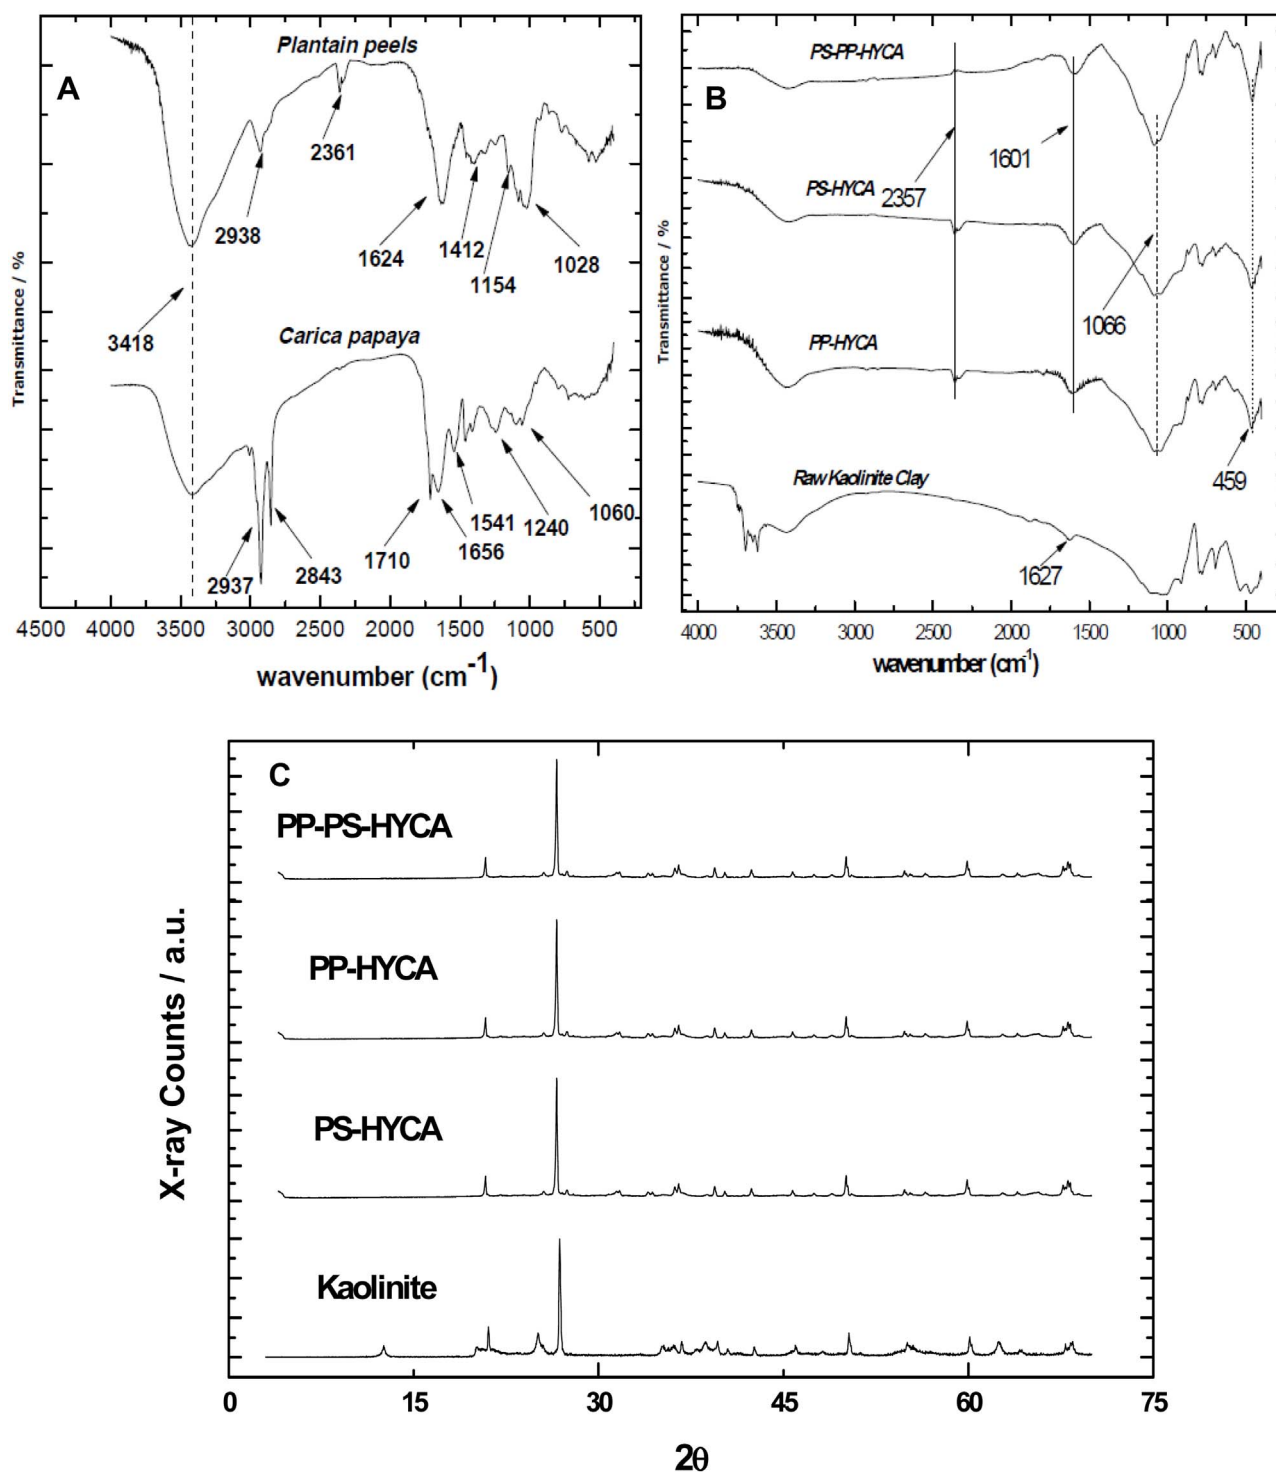 A
Plantain peels
2361
2938
1624
1412
1154
1028
3418
Carica papaya
2937
2843
1710
1656
1541
1240
1060
Transmittance / %
4500 4000 3500 3000 2500 2000 1500 1000 500
wavenumber (cm-1)
B
PS-PP-HYCA
1601
PS-HYCA
2357
1066
PP-HYCA
459
Raw Kaolinite Clay
1627
Transmittance / %
4000 3500 3000 2500 2000 1500 1000 500
wavenumber (cm-1)
C
PP-PS-HYCA
PP-HYCA
PS-HYCA
Kaolinite
X-ray Counts / a.u.
0 15 30 45 60 75
2θ